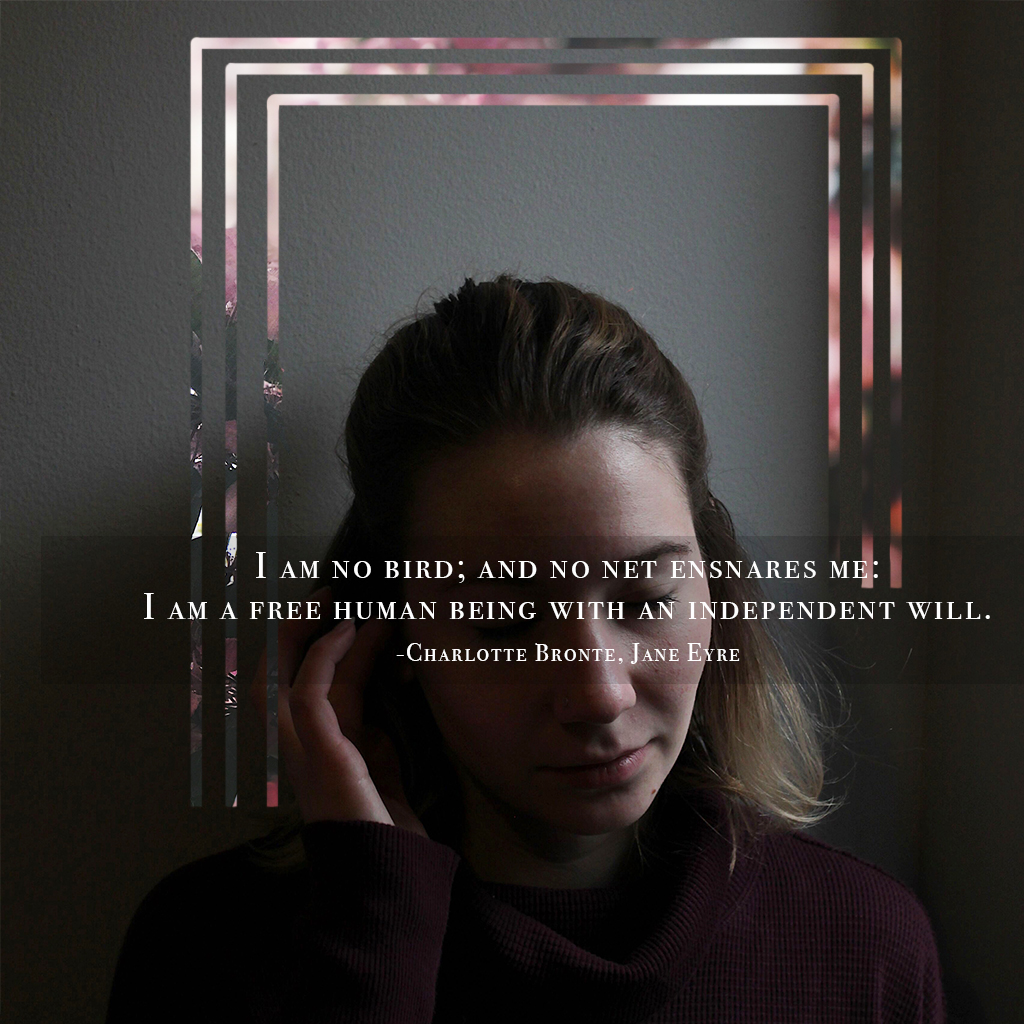 I am no bird; and no net ensnares me:
I am a free human being with an independent will.
-Charlotte Bronte, Jane Eyre